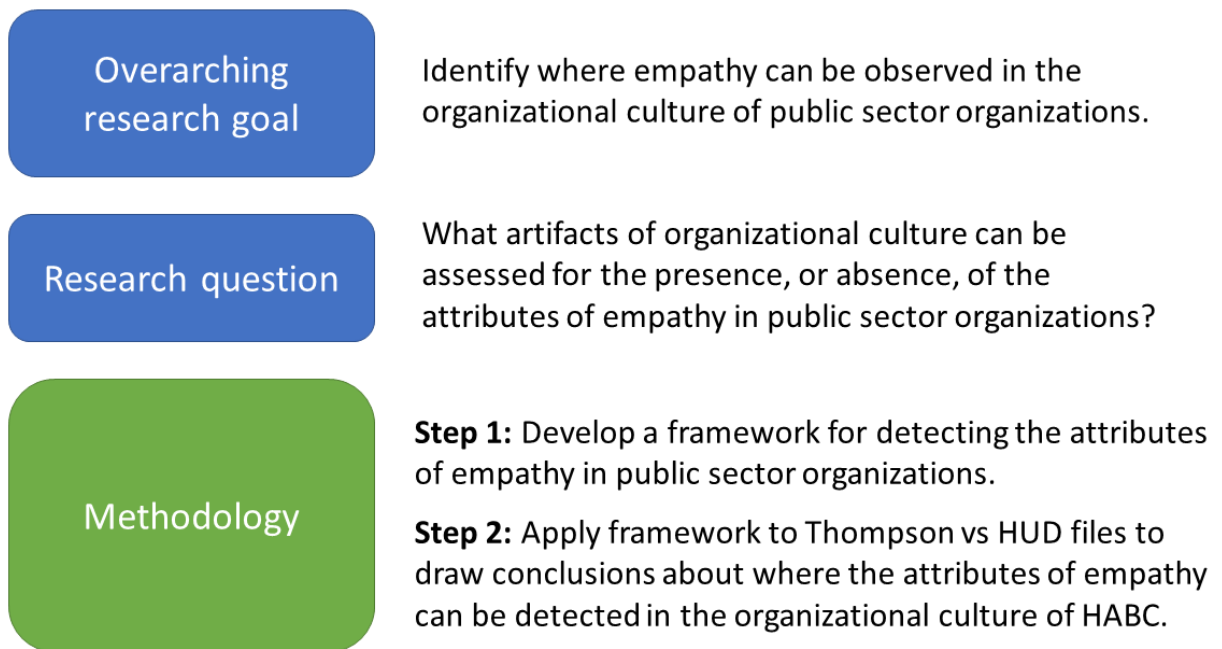 Overarching
research goal
Identify where empathy can be observed in the
organizational culture of public sector organizations.
Research question
What artifacts of organizational culture can be
assessed for the presence, or absence, of the
attributes of empathy in public sector organizations?
Methodology
Step 1: Develop a framework for detecting the attributes
of empathy in public sector organizations.
Step 2: Apply framework to Thompson vs HUD files to
draw conclusions about where the attributes of empathy
can be detected in the organizational culture of HABC.